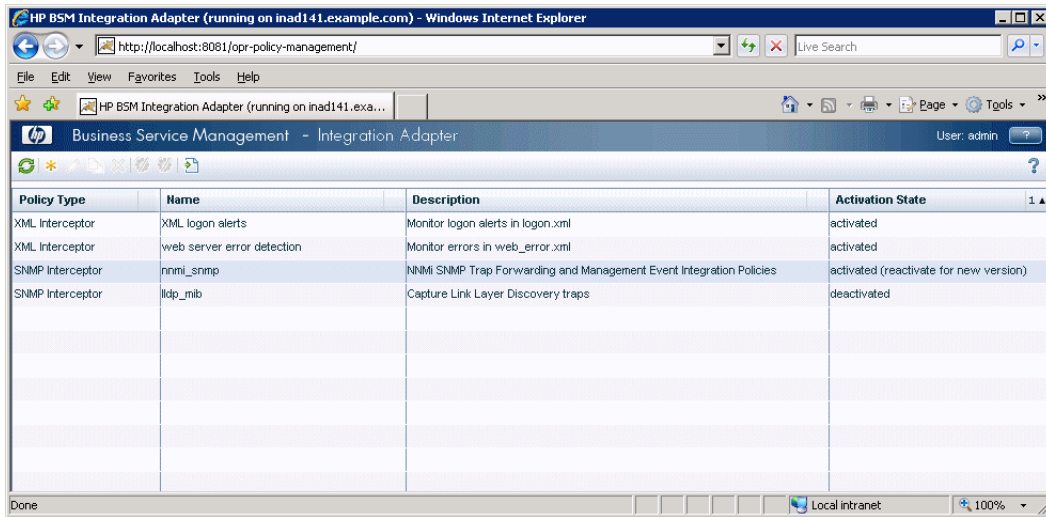 HP BSM Integration Adapter (running on inad141.example.com) - Windows Internet Explorer
http://localhost:8081/opr-policy-management/
Live Search
File Edit View Favorites Tools Help
HP BSM Integration Adapter (running on inad141.exa...
Page Tools »
hp Business Service Management - Integration Adapter User: admin ?
?
Policy Type Name Description Activation State 1
XML Interceptor XML logon alerts Monitor logon alerts in logon.xml activated
XML Interceptor web server error detection Monitor errors in web_error.xml activated
SNMP Interceptor nnmi_snmp NNMi SNMP Trap Forwarding and Management Event Integration Policies activated (reactivate for new version)
SNMP Interceptor lldp_mib Capture Link Layer Discovery traps deactivated
Done Local intranet 100%